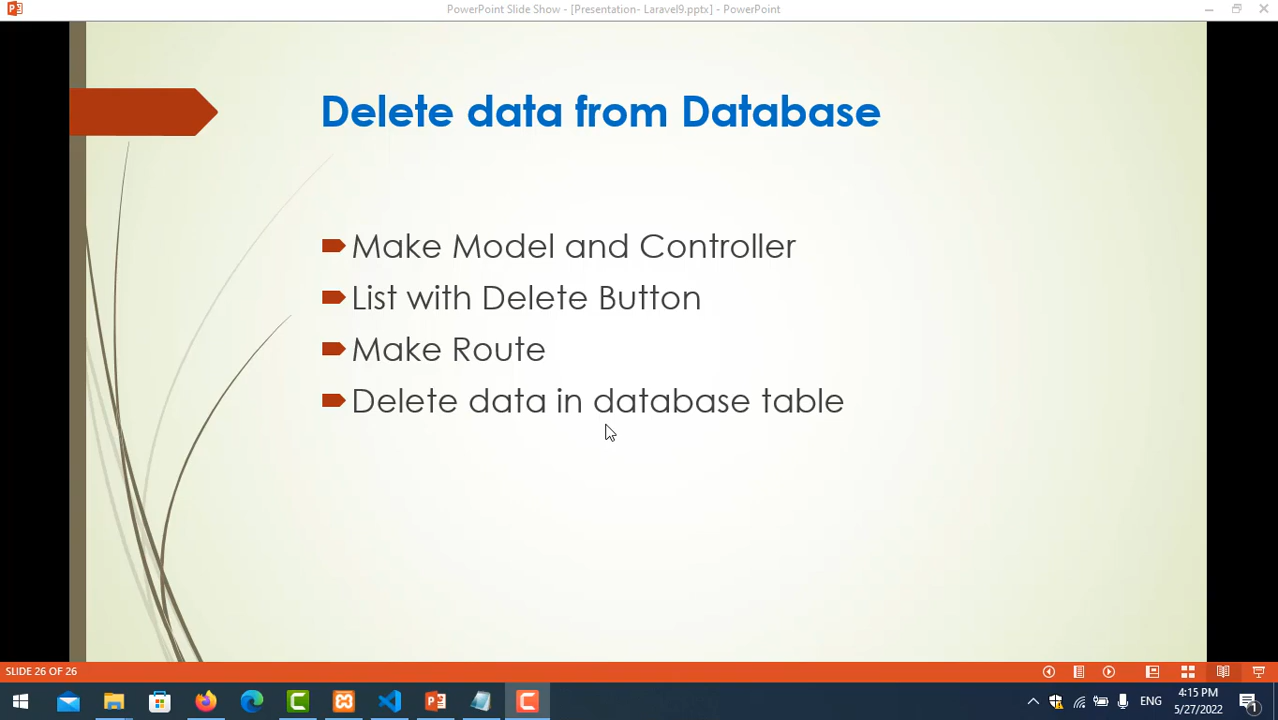 PowerPoint Slide Show - [Presentation- Laravel9.pptx] - PowerPoint
Delete data from Database
Make Model and Controller
List with Delete Button
Make Route
Delete data in database table
SLIDE 26 OF 26
ENG
4:15 PM
5/27/2022
1